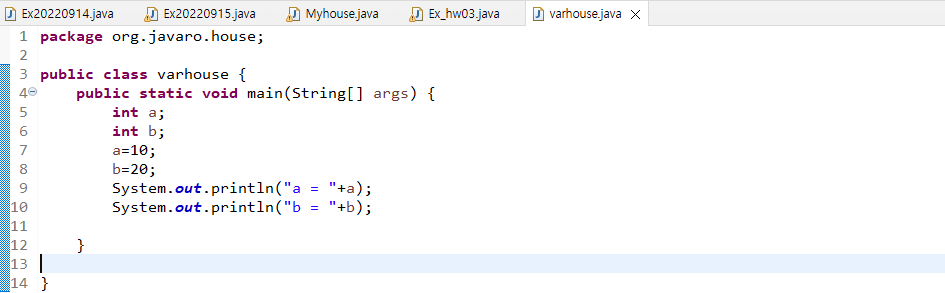 Ex20220914.java Ex20220915.java Myhouse.java Ex_hw03.java varhouse.java
1 package org.javaro.house;
2
3 public class varhouse {
4     public static void main(String[] args) {
5         int a;
6         int b;
7         a=10;
8         b=20;
9         System.out.println("a = "+a);
10         System.out.println("b = "+b);
11
12     }
13
14 }